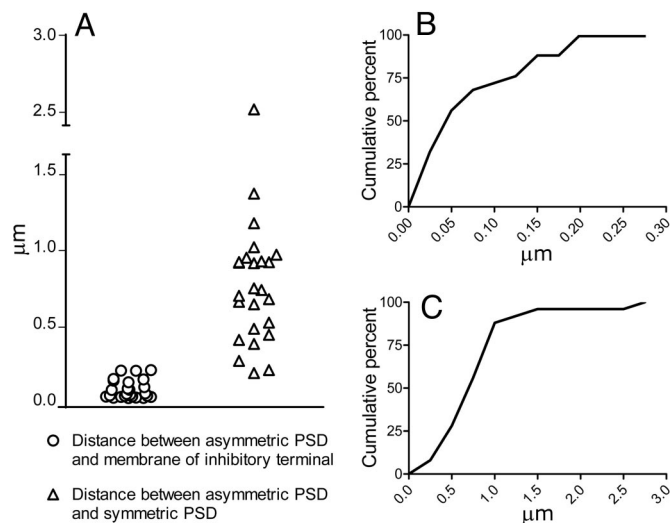 A
3.0
2.5
1.5
1.0
0.5
0.0
μm
Distance between asymmetric PSD
and membrane of inhibitory terminal
Distance between asymmetric PSD
and symmetric PSD
B
Cumulative percent
100
75
50
25
0
0.00 0.05 0.10 0.15 0.20 0.25 0.30
μm
C
Cumulative percent
100
75
50
25
0
0.0 0.5 1.0 1.5 2.0 2.5 3.0
μm